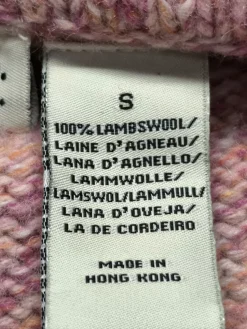 S
100% LAMBSWOOL/
LAINE D'AGNEAU/
LANA D'AGNELLO/
LAMMWOLLE/
LAMSWOL/LAMMULL/
LANA D'OVEJA/
LA DE CORDEIRO
MADE IN
HONG KONG